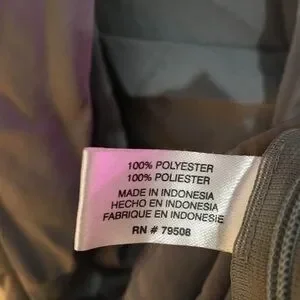 100% POLYESTER
100% POLIESTER
MADE IN INDONESIA
HECHO EN INDONESIA
FABRIQUE EN INDONESIE
RN # 79508